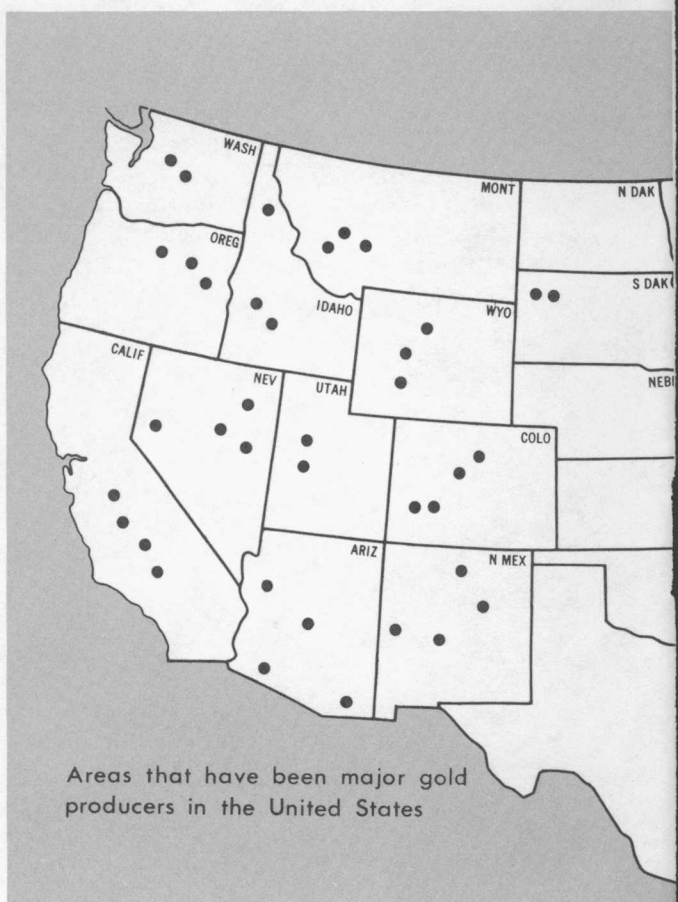 WASH
MONT
N DAK
OREG
S DAK
IDAHO
WYO
CALIF
NEV
UTAH
NEB
COLO
ARIZ
N MEX
Areas that have been major gold
producers in the United States